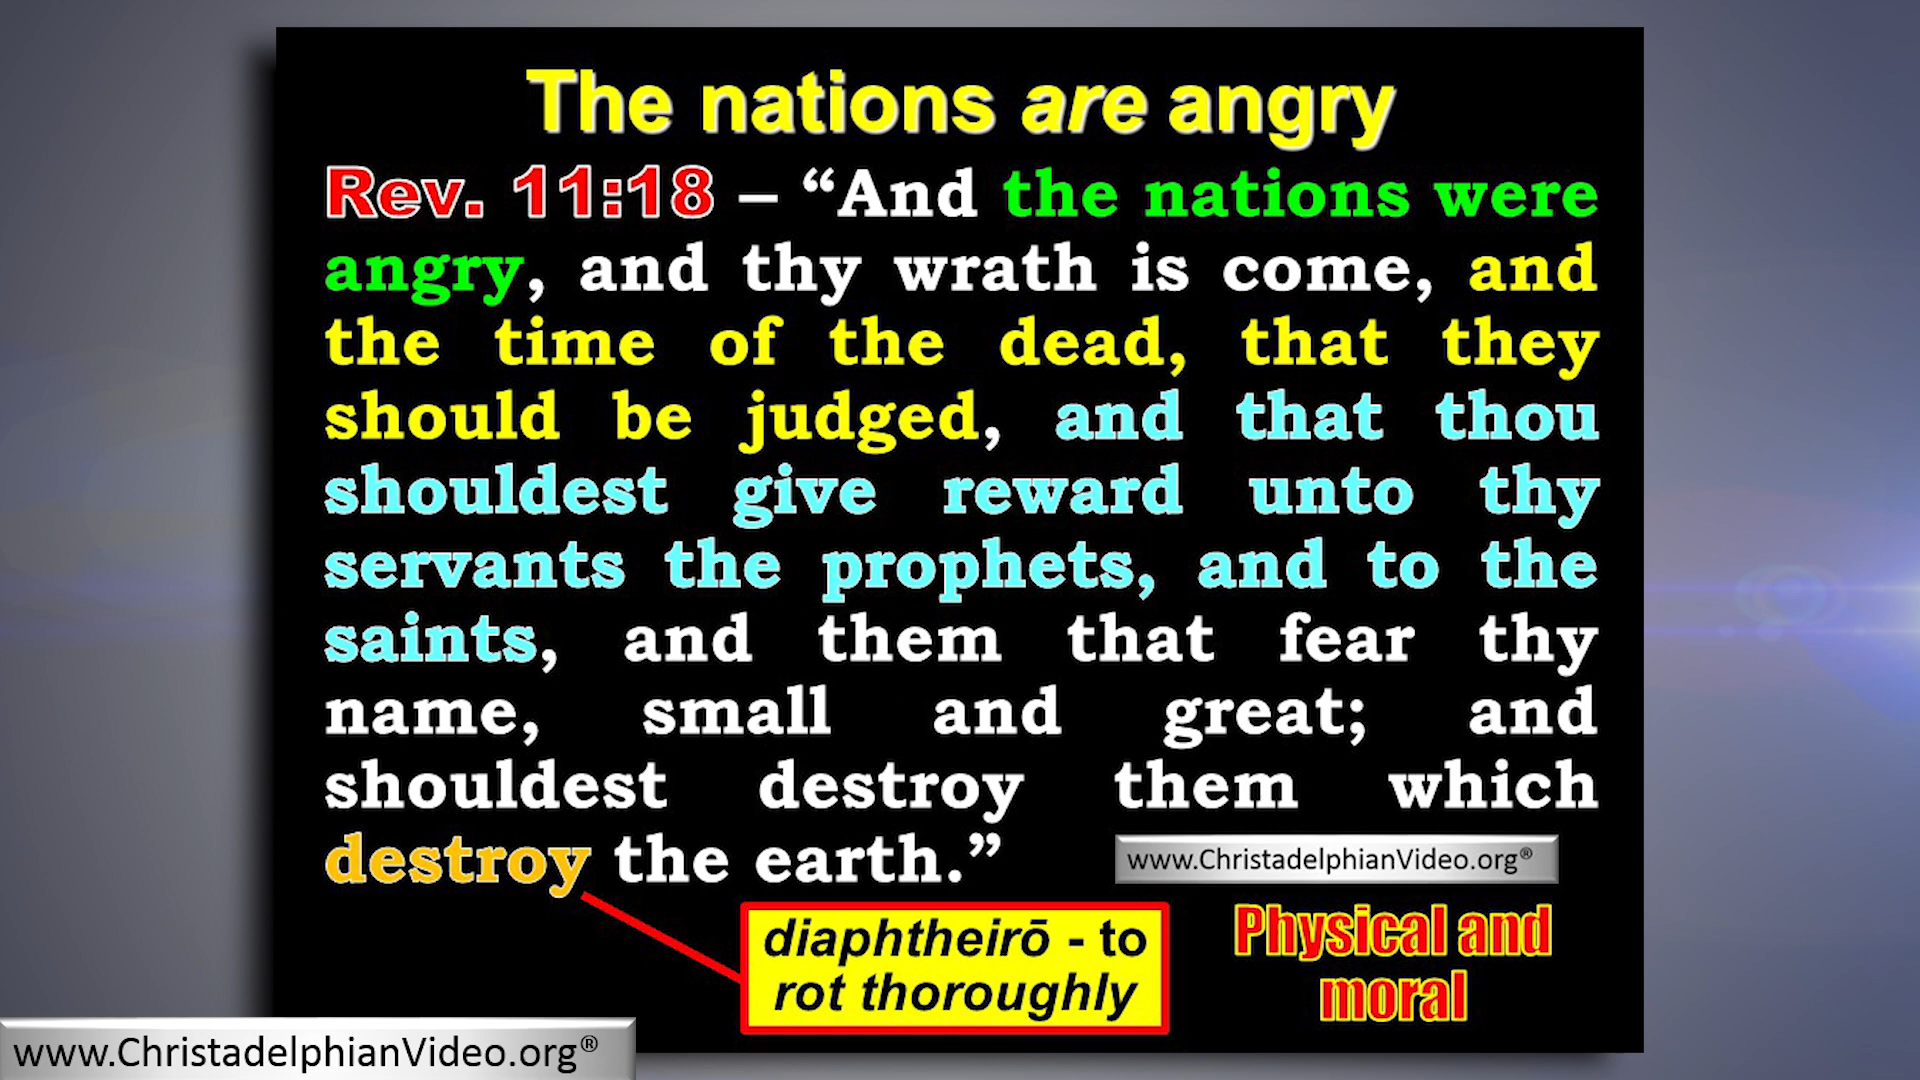 The nations are angry
Rev. 11:18 – “And the nations were
angry, and thy wrath is come, and
the time of the dead, that they
should be judged, and that thou
shouldest give reward unto thy
servants the prophets, and to the
saints, and them that fear thy
name, small and great; and
shouldest destroy them which
destroy the earth.”
www.ChristadelphianVideo.org®
diaphtheirō - to
rot thoroughly
Physical and
moral
www.ChristadelphianVideo.org®